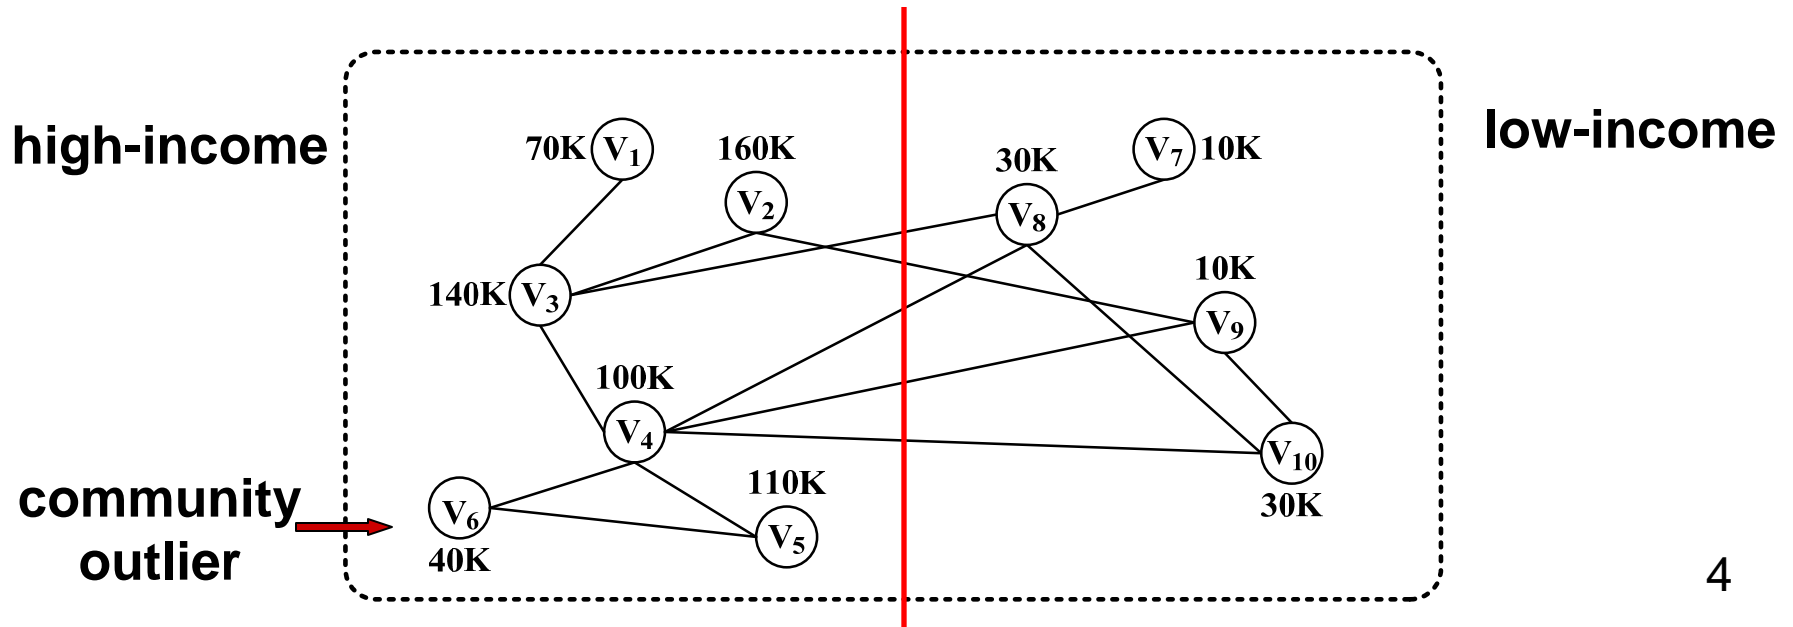 high-income
low-income
70K V1
160K
V2
30K
V8
V7 10K
140K V3
10K
V9
100K
V4
V10
30K
community
outlier
V6
40K
110K
V5
4